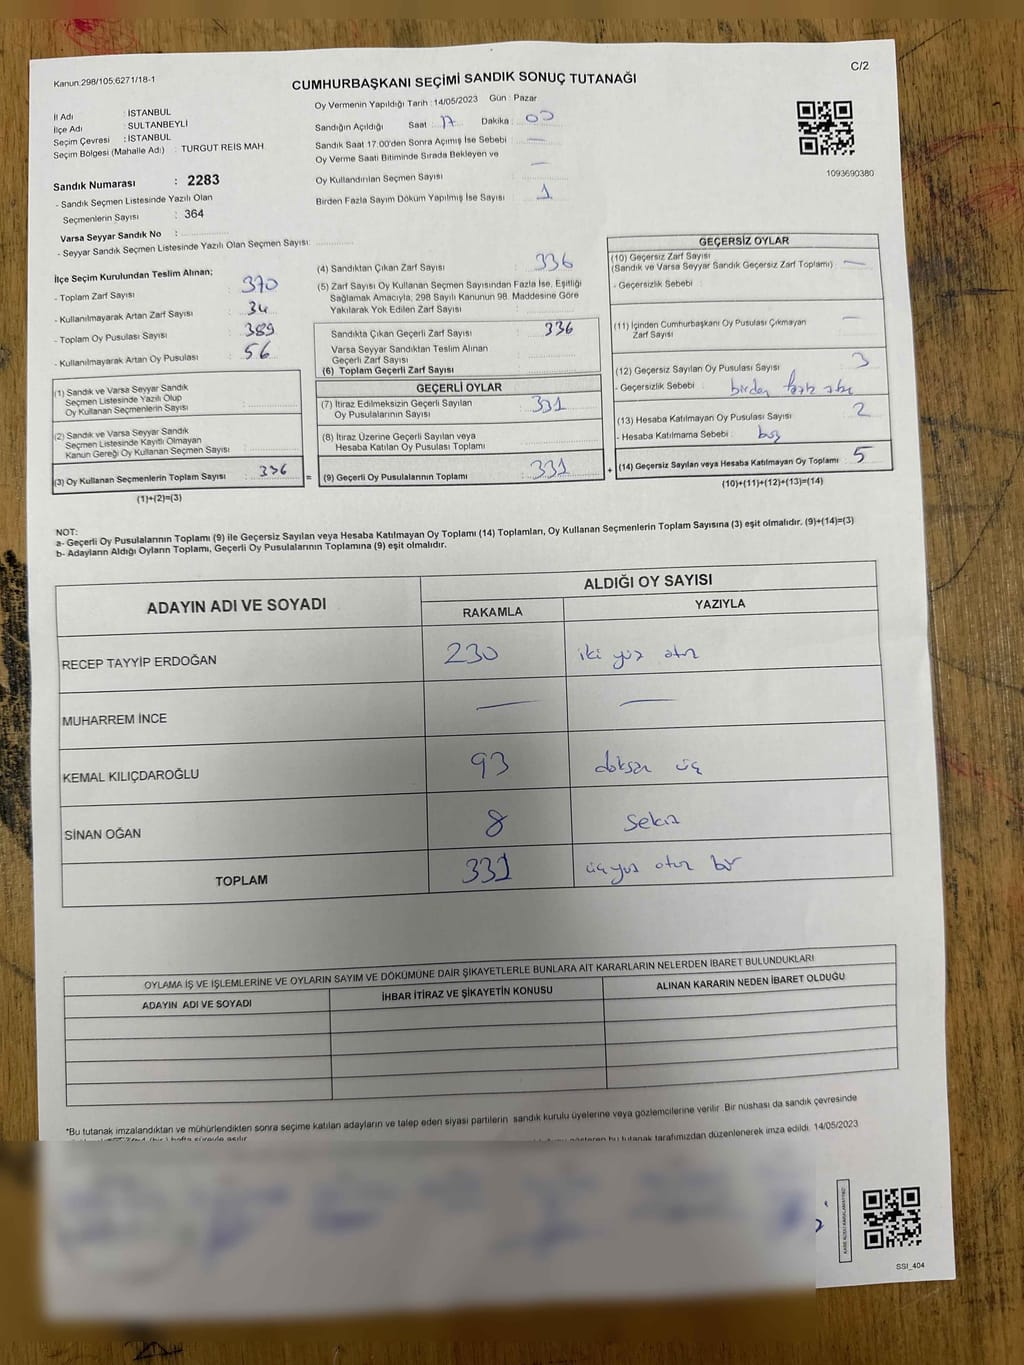 Kanun 298/105:6271/18-1
C/2
CUMHURBAŞKANI SEÇİMİ SANDIK SONUÇ TUTANAĞI
İl Adı : İSTANBUL
İlçe Adı : SULTANBEYLİ
Seçim Çevresi : İSTANBUL
Seçim Bölgesi (Mahalle Adı) : TURGUT REİS MAH
Oy Vermenin Yapıldığı Tarih : 14/05/2023 Gün : Pazar
Sandığın Açıldığı Saat : 17 Dakika : 00
Sandık Saat 17:00'den Sonra Açılmış İse Sebebi : —
Oy Verme Saati Bitiminde Sırada Bekleyen ve
Oy Kullandırılan Seçmen Sayısı : —
Birden Fazla Sayım Döküm Yapılmış İse Sayısı : 1
1093690380
Sandık Numarası : 2283
- Sandık Seçmen Listesinde Yazılı Olan
Seçmenlerin Sayısı : 364
Varsa Seyyar Sandık No :
- Seyyar Sandık Seçmen Listesinde Yazılı Olan Seçmen Sayısı:
İlçe Seçim Kurulundan Teslim Alınan;
- Toplam Zarf Sayısı : 370
- Kullanılmayarak Artan Zarf Sayısı : 34
- Toplam Oy Pusulası Sayısı : 389
- Kullanılmayarak Artan Oy Pusulası : 56
(1) Sandık ve Varsa Seyyar Sandık
Seçmen Listesinde Yazılı Olup
Oy Kullanan Seçmenlerin Sayısı :
(2) Sandık ve Varsa Seyyar Sandık
Seçmen Listesinde Kayıtlı Olmayan
Kanun Gereği Oy Kullanan Seçmen Sayısı :
(3) Oy Kullanan Seçmenlerin Toplam Sayısı : 336 =
(1)+(2)=(3)
(4) Sandıktan Çıkan Zarf Sayısı : 336
(5) Zarf Sayısı Oy Kullanan Seçmen Sayısından Fazla İse, Eşitliği
Sağlamak Amacıyla, 298 Sayılı Kanunun 98. Maddesine Göre
Yakılarak Yok Edilen Zarf Sayısı :
Sandıkta Çıkan Geçerli Zarf Sayısı : 336
Varsa Seyyar Sandıktan Teslim Alınan
Geçerli Zarf Sayısı :
(6) Toplam Geçerli Zarf Sayısı :
GEÇERLİ OYLAR
(7) İtiraz Edilmeksizin Geçerli Sayılan
Oy Pusulalarının Sayısı : 331
(8) İtiraz Üzerine Geçerli Sayılan veya
Hesaba Katılan Oy Pusulası Toplamı :
(9) Geçerli Oy Pusulalarının Toplamı : 331 +
GEÇERSİZ OYLAR
(10) Geçersiz Zarf Sayısı
(Sandık ve Varsa Seyyar Sandık Geçersiz Zarf Toplamı) : —
- Geçersizlik Sebebi :
(11) İçinden Cumhurbaşkanı Oy Pusulası Çıkmayan
Zarf Sayısı : —
(12) Geçersiz Sayılan Oy Pusulası Sayısı : 3
- Geçersizlik Sebebi : birden fazla
(13) Hesaba Katılmayan Oy Pusulası Sayısı : 2
- Hesaba Katılmama Sebebi : boş
(14) Geçersiz Sayılan veya Hesaba Katılmayan Oy Toplamı : 5
(10)+(11)+(12)+(13)=(14)
NOT:
a- Geçerli Oy Pusulalarının Toplamı (9) ile Geçersiz Sayılan veya Hesaba Katılmayan Oy Toplamı (14) Toplamları, Oy Kullanan Seçmenlerin Toplam Sayısına (3) eşit olmalıdır. (9)+(14)=(3)
b- Adayların Aldığı Oyların Toplamı, Geçerli Oy Pusulalarının Toplamına (9) eşit olmalıdır.
ADAYIN ADI VE SOYADI
ALDIĞI OY SAYISI
RAKAMLA YAZIYLA
RECEP TAYYİP ERDOĞAN 230 iki yüz otuz
MUHARREM İNCE — —
KEMAL KILIÇDAROĞLU 93 doksan üç
SİNAN OĞAN 8 sekiz
TOPLAM 331 üç yüz otuz bir
OYLAMA İŞ VE İŞLEMLERİNE VE OYLARIN SAYIM VE DÖKÜMÜNE DAİR ŞİKAYETLERLE BUNLARA AİT KARARLARIN NELERDEN İBARET BULUNDUKLARI
ADAYIN ADI VE SOYADI İHBAR İTİRAZ VE ŞİKAYETİN KONUSU ALINAN KARARIN NEDEN İBARET OLDUĞU
*Bu tutanak imzalandıktan ve mühürlendikten sonra seçime katılan adayların ve talep eden siyasi partilerin sandık kurulu üyelerine veya gözlemcilerine verilir. Bir nüshası da sandık çevresinde
bu tutanak tarafımızdan düzenlenerek imza edildi. 14/05/2023
SSI_404